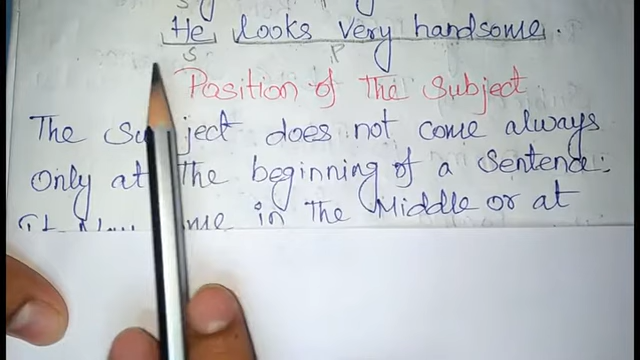 He looks very handsome.
S P
Position of The Subject
The Subject does not come always
Only at The beginning of a Sentence.
in The Middle or at